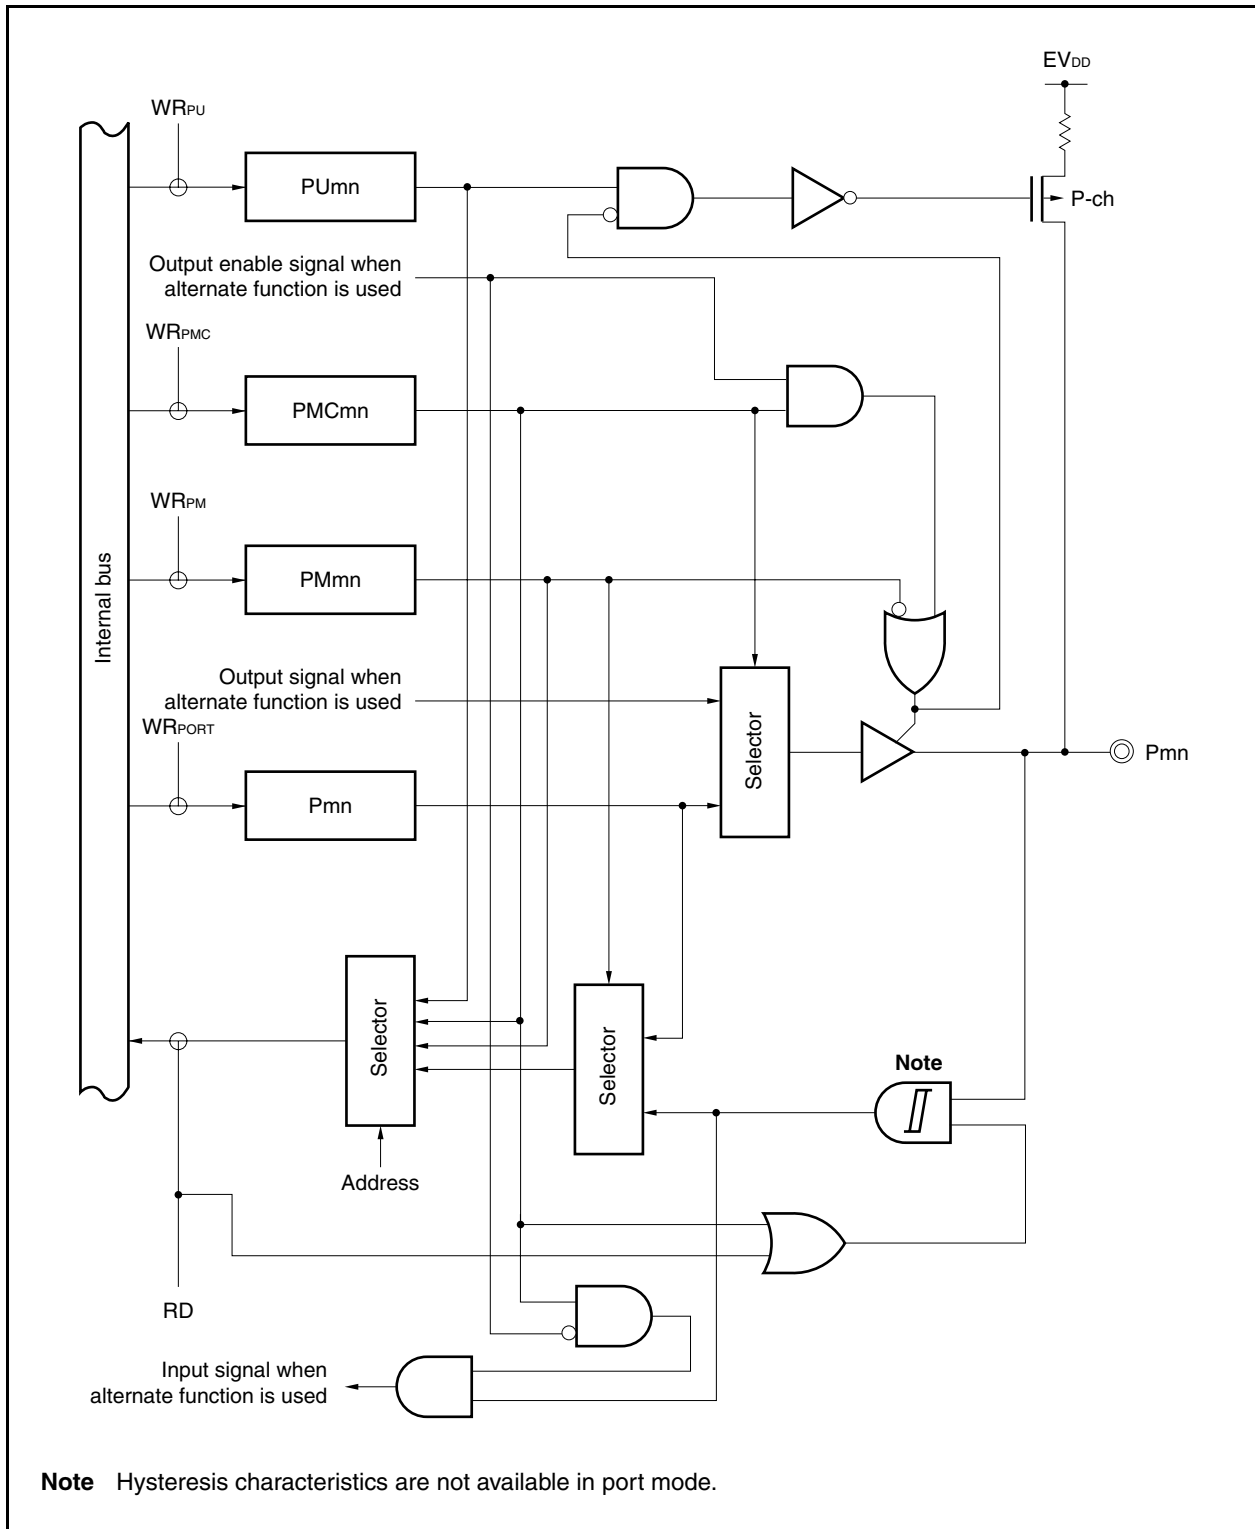 EVDD
WRPU
PUmn
P-ch
Output enable signal when
alternate function is used
WRPMC
PMCmn
WRPM
PMmn
Internal bus
Output signal when
alternate function is used
WRPORT
Selector
Pmn
Pmn
Selector
Selector
Note
Address
RD
Input signal when
alternate function is used
Note Hysteresis characteristics are not available in port mode.